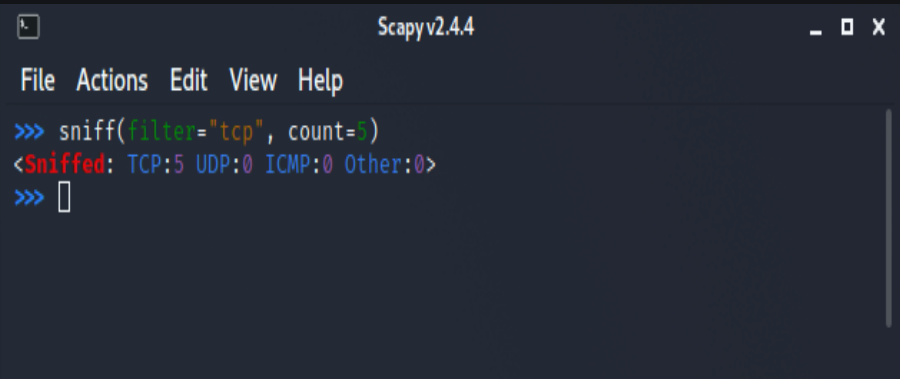 Scapy v2.4.4
File Actions Edit View Help
>>> sniff(filter="tcp", count=5)
<Sniffed: TCP:5 UDP:0 ICMP:0 Other:0>
>>>